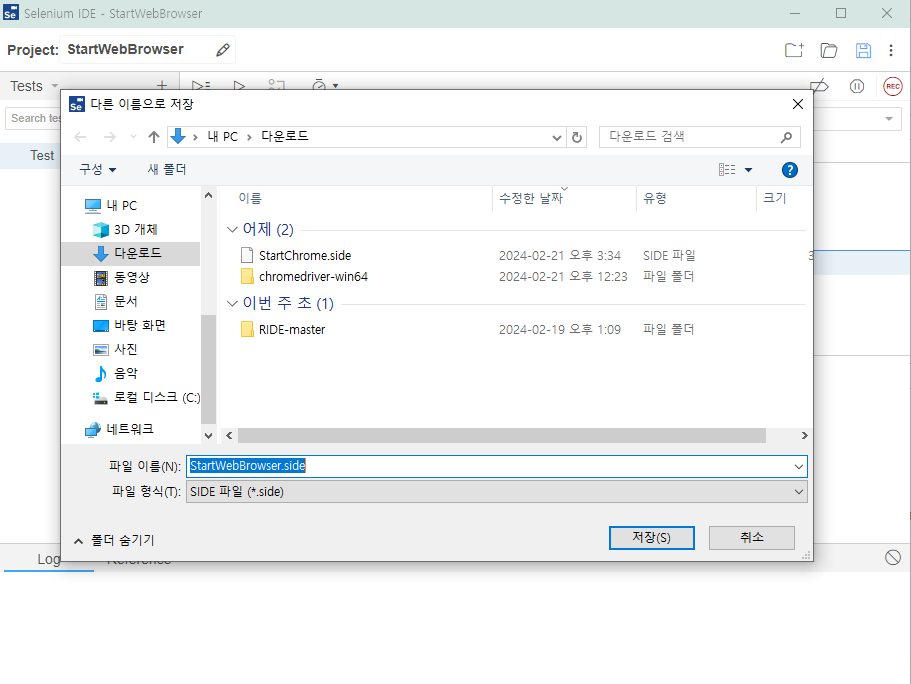 Selenium IDE - StartWebBrowser
Project: StartWebBrowser
Tests
REC
Search tes
Test
다른 이름으로 저장
내 PC > 다운로드
다운로드 검색
구성
새 폴더
내 PC
3D 개체
다운로드
동영상
문서
바탕 화면
사진
음악
로컬 디스크 (C:)
네트워크
이름 수정한 날짜 유형 크기
어제 (2)
StartChrome.side 2024-02-21 오후 3:34 SIDE 파일 3
chromedriver-win64 2024-02-21 오후 12:23 파일 폴더
이번 주 초 (1)
RIDE-master 2024-02-19 오후 1:09 파일 폴더
파일 이름(N): StartWebBrowser.side
파일 형식(T): SIDE 파일 (*.side)
폴더 숨기기
저장(S)
취소
Log
Reference